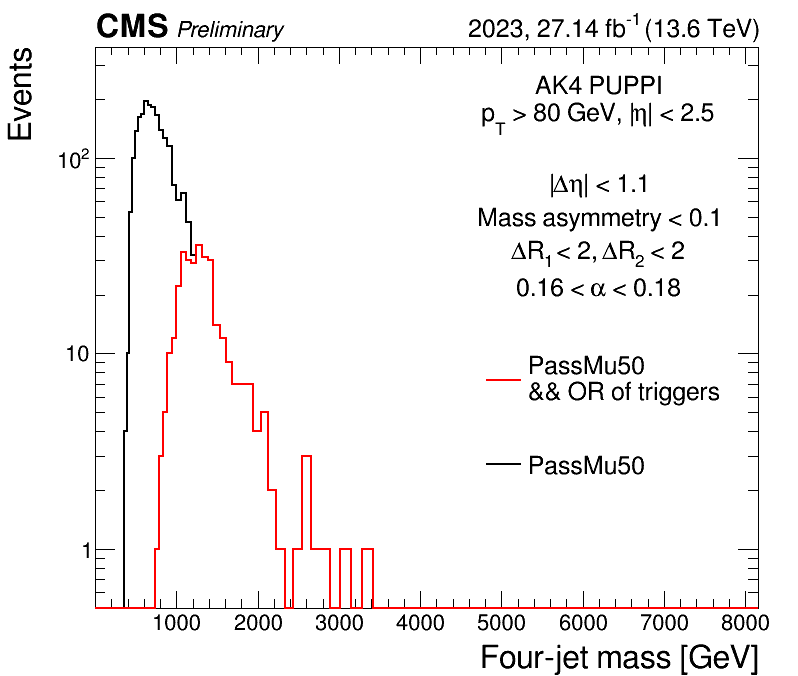 CMS Preliminary 2023, 27.14 fb⁻¹ (13.6 TeV)
Events
AK4 PUPPI
p_T > 80 GeV, |η| < 2.5
10²
|Δη| < 1.1
Mass asymmetry < 0.1
ΔR₁ < 2, ΔR₂ < 2
0.16 < α < 0.18
10
PassMu50
&& OR of triggers
PassMu50
1
1000 2000 3000 4000 5000 6000 7000 8000
Four-jet mass [GeV]